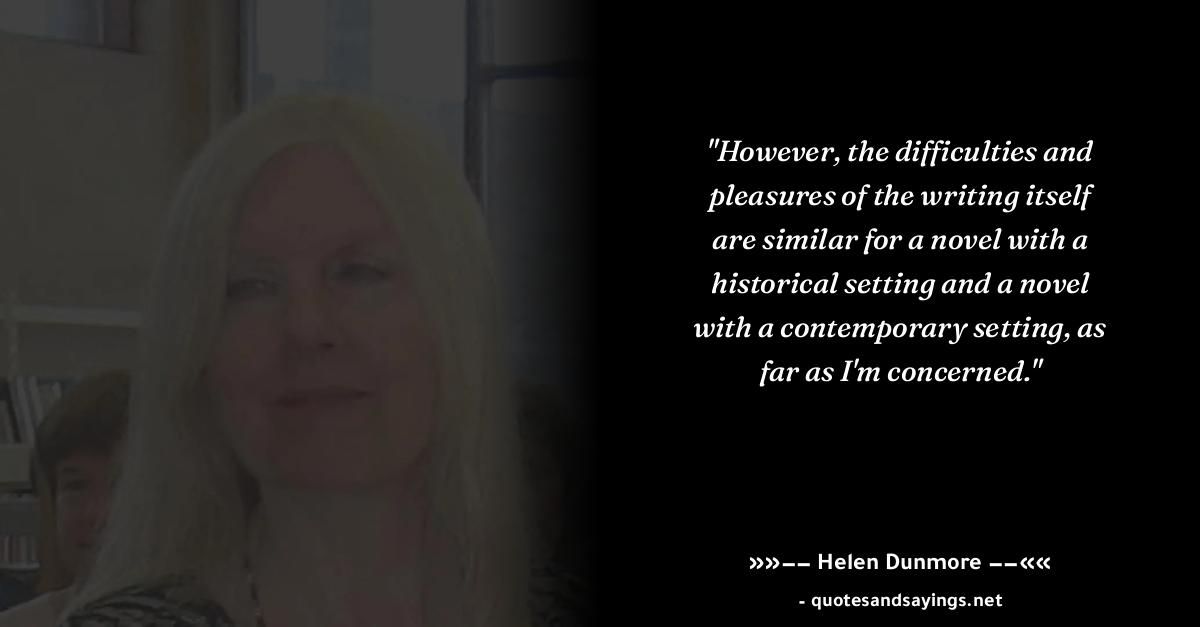 "However, the difficulties and
pleasures of the writing itself
are similar for a novel with a
historical setting and a novel
with a contemporary setting, as
far as I'm concerned."
»»−− Helen Dunmore −−««
- quotesandsayings.net